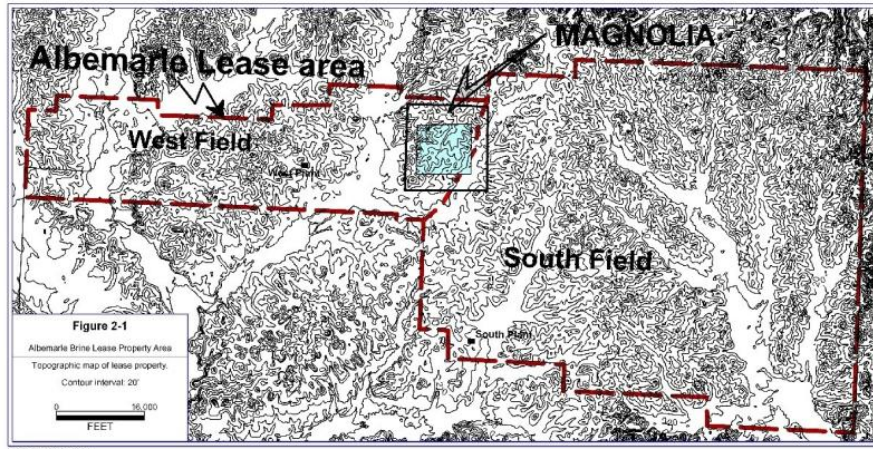 MAGNOLIA
Albemarle Lease area
West Field
West Plant
South Field
South Plant
Figure 2-1
Albemarle Brine Lease Property Area
Topographic map of lease property.
Contour interval: 20'
0 16,000
FEET